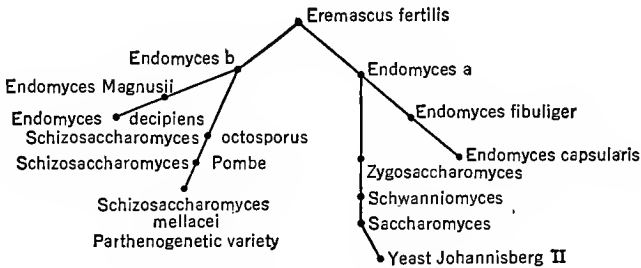 Eremascus fertilis
Endomyces b
Endomyces a
Endomyces Magnusii
Endomyces decipiens
Endomyces fibuliger
Schizosaccharomyces octosporus
Endomyces capsularis
Schizosaccharomyces Pombe
Zygosaccharomyces
Schwanniomyces
Schizosaccharomyces
mellacei
Parthenogenetic variety
Saccharomyces
Yeast Johannisberg II